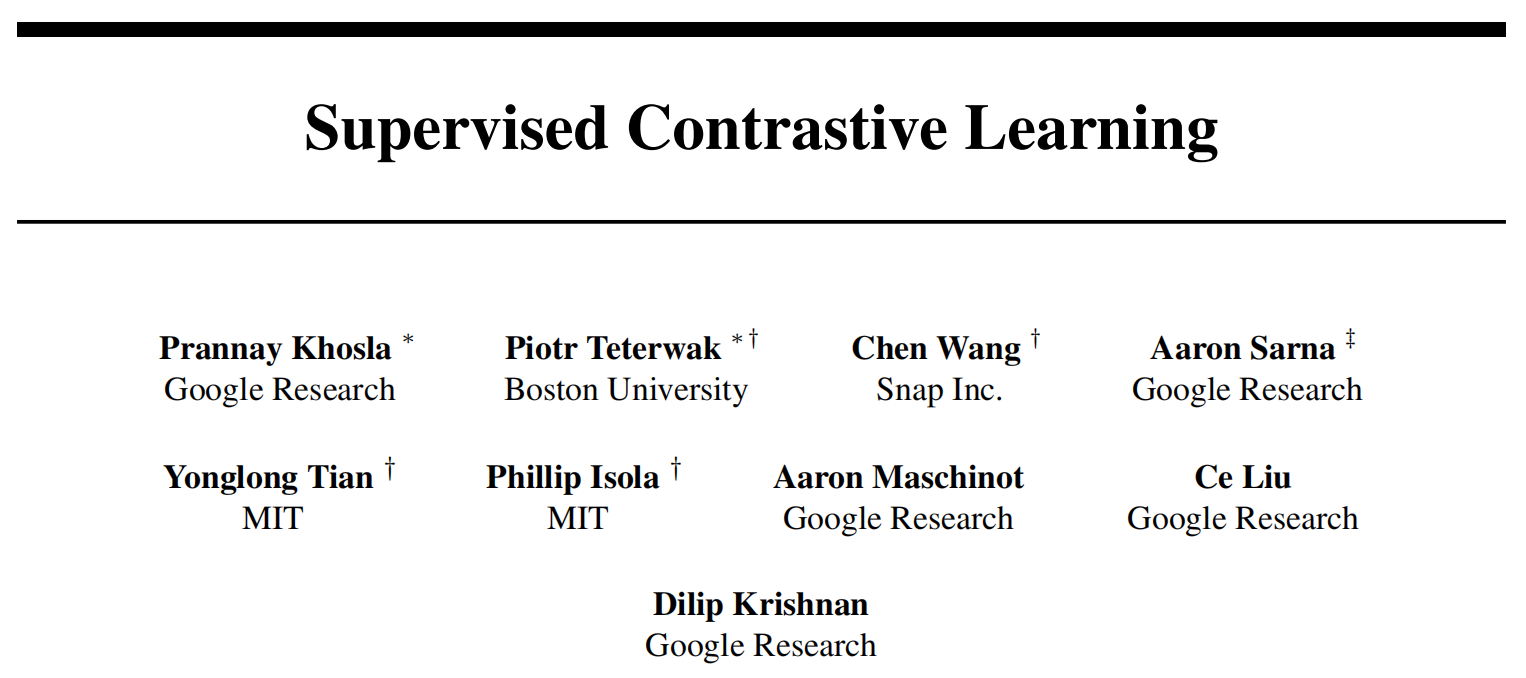 Supervised Contrastive Learning
Prannay Khosla * Piotr Teterwak *† Chen Wang † Aaron Sarna ‡
Google Research Boston University Snap Inc. Google Research
Yonglong Tian † Phillip Isola † Aaron Maschinot Ce Liu
MIT MIT Google Research Google Research
Dilip Krishnan
Google Research